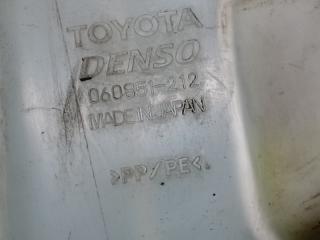 TOYOTA
DENSO
060851-212
MADE IN JAPAN
>PP/PE<.